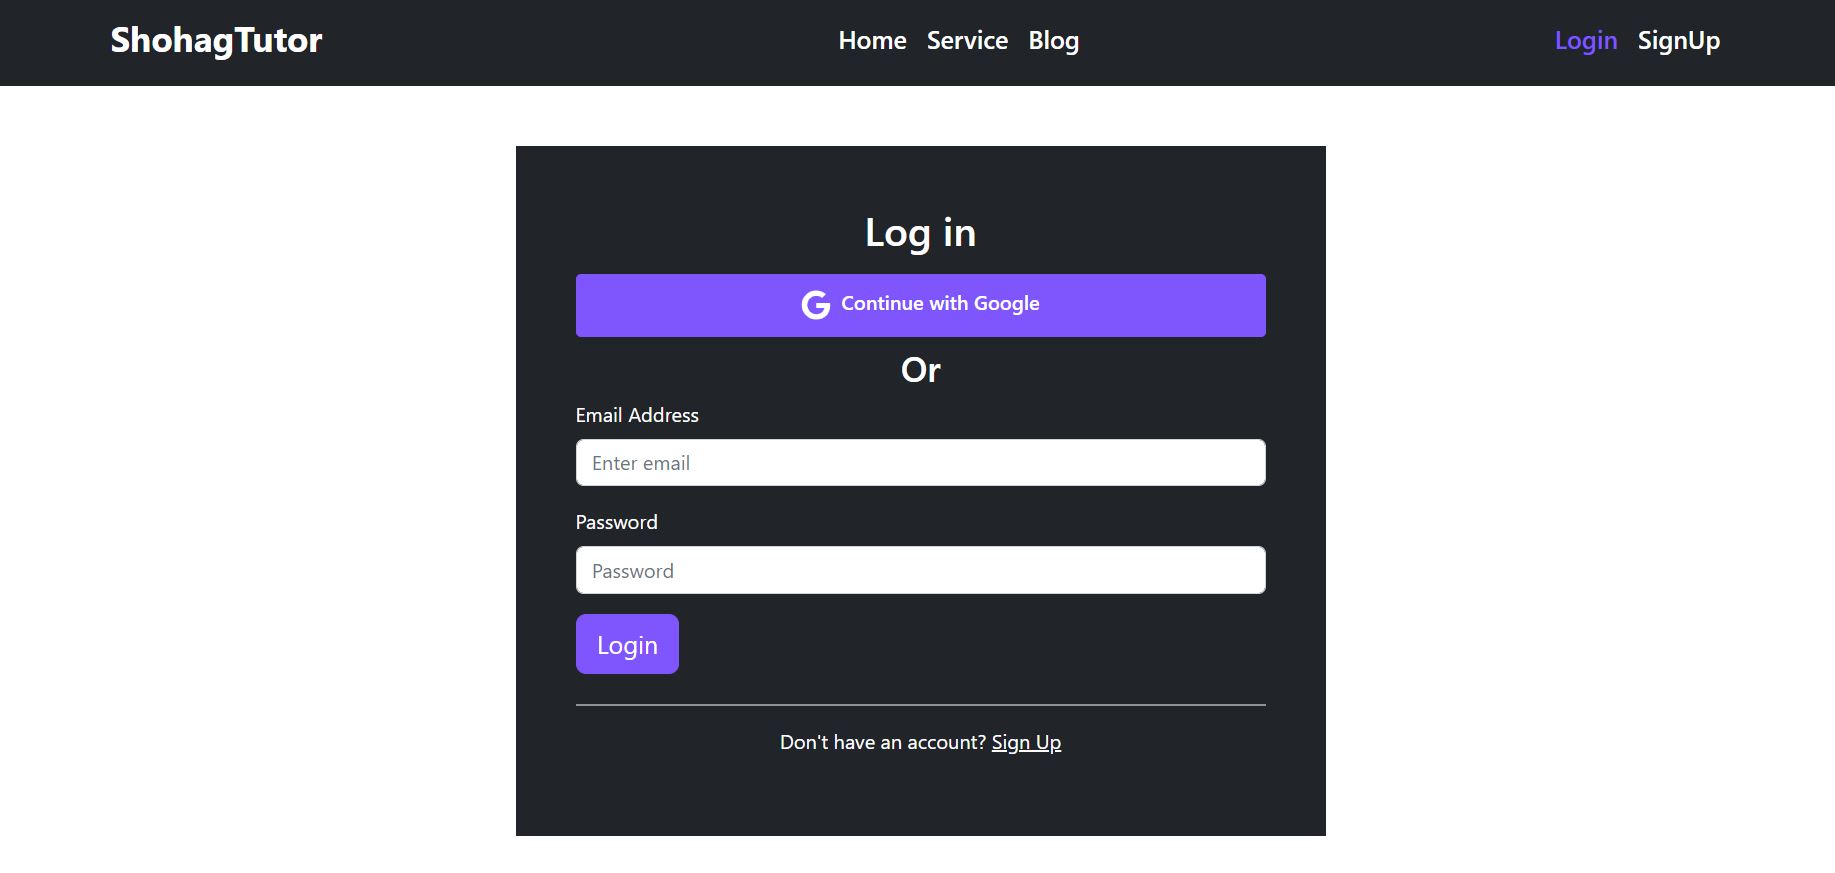 ShohagTutor Home Service Blog Login SignUp
Log in
Continue with Google
Or
Email Address
Enter email
Password
Password
Login
Don't have an account? Sign Up